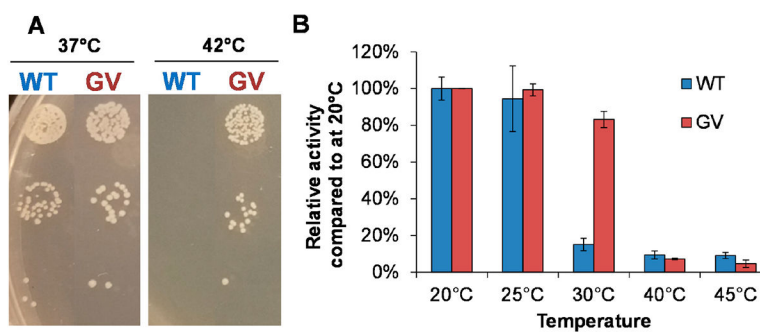 A
37°C
42°C
WT
GV
WT
GV
B
Relative activity
compared to at 20°C
120%
100%
80%
60%
40%
20%
0%
WT
GV
20°C
25°C
30°C
40°C
45°C
Temperature